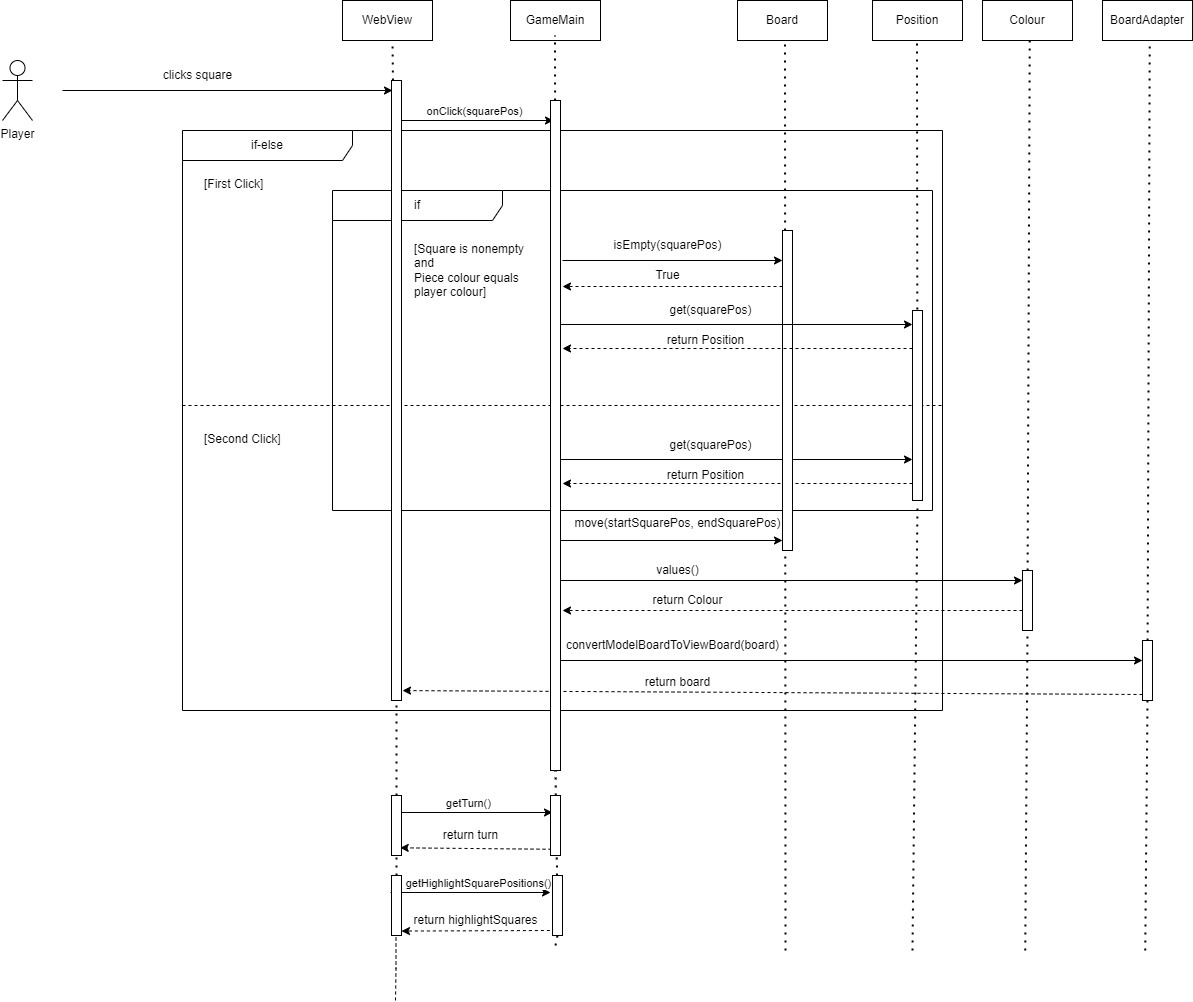 WebView
GameMain
Board
Position
Colour
BoardAdapter
clicks square
Player
onClick(squarePos)
if-else
[First Click]
if
[Square is nonempty
and
Piece colour equals
player colour]
isEmpty(squarePos)
True
get(squarePos)
return Position
[Second Click]
get(squarePos)
return Position
move(startSquarePos, endSquarePos)
values()
return Colour
convertModelBoardToViewBoard(board)
return board
getTurn()
return turn
getHighlightSquarePositions()
return highlightSquares